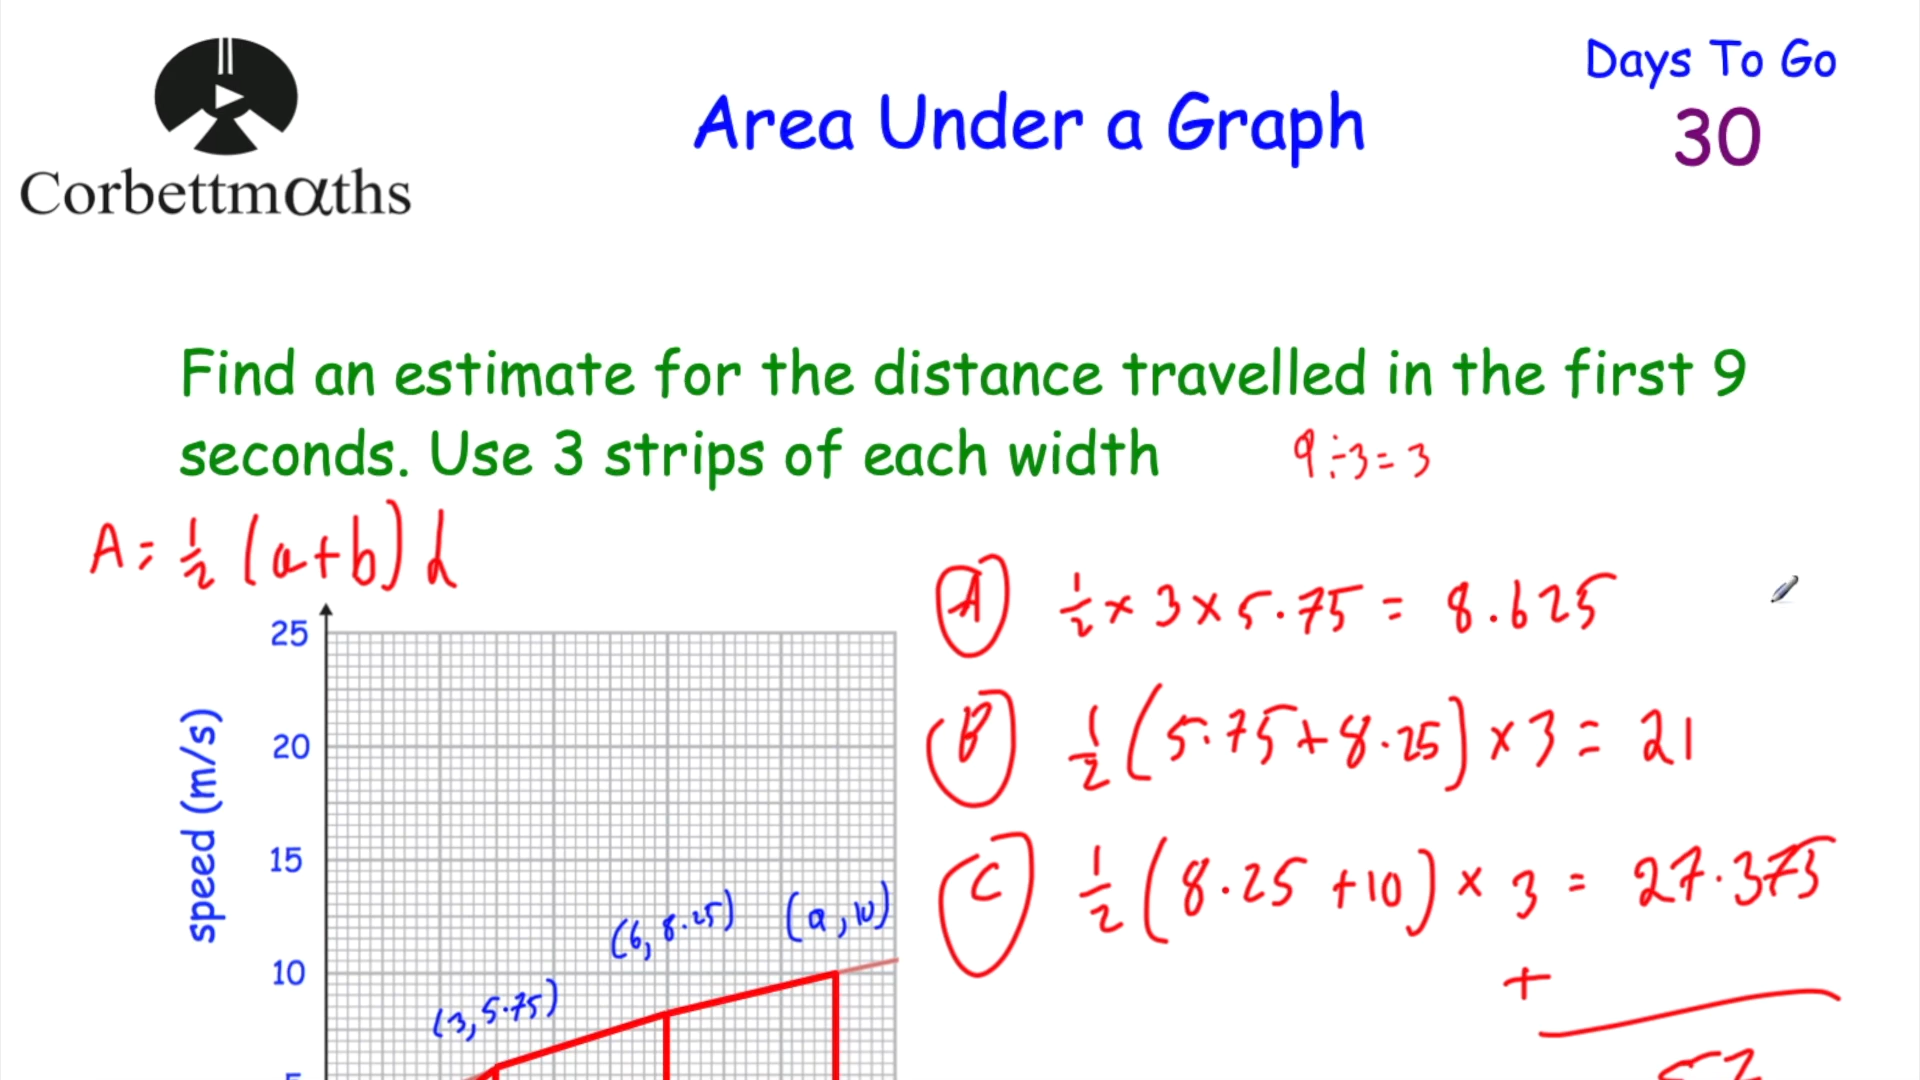 Days To Go
30
Area Under a Graph
Corbettmαths
Find an estimate for the distance travelled in the first 9
seconds. Use 3 strips of each width
9÷3=3
A = ½ (a+b) h
Ⓐ ½ × 3 × 5.75 = 8.625
Ⓑ ½ (5.75+8.25) × 3 = 21
Ⓒ ½ (8.25+10) × 3 = 27.375
+
57
speed (m/s)
25
20
15
10
(3, 5.75)
(6, 8.25)
(9, 10)